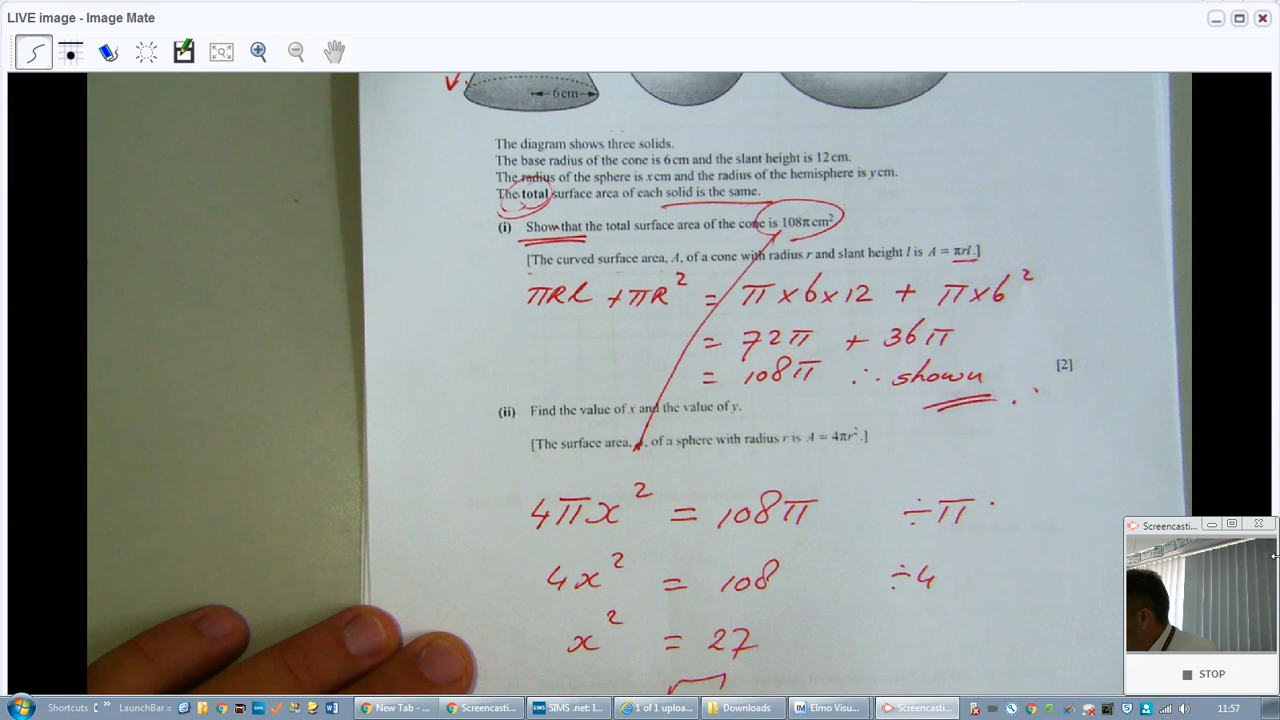 LIVE image - Image Mate
6 cm
The diagram shows three solids.
The base radius of the cone is 6 cm and the slant height is 12 cm.
The radius of the sphere is x cm and the radius of the hemisphere is y cm.
The total surface area of each solid is the same.
(i) Show that the total surface area of the cone is 108π cm²
[The curved surface area, A, of a cone with radius r and slant height l is A = πrl.]
πRl + πR² = π×6×12 + π×6²
= 72π + 36π
= 108π ∴ shown
[2]
(ii) Find the value of x and the value of y.
[The surface area, A, of a sphere with radius r is A = 4πr².]
4πx² = 108π ÷π
4x² = 108 ÷4
x² = 27
Screencasti...
STOP
Shortcuts LaunchBar New Tab - ... Screencastin... SIMS .net: I... 1 of 1 uploa... Downloads Elmo Visu... Screencasti... 11:57